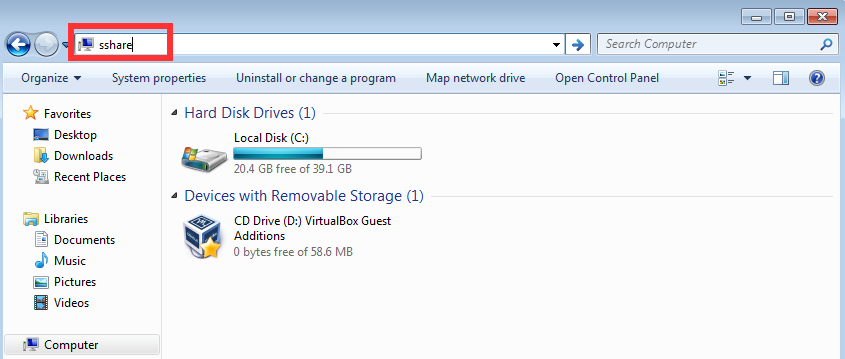 sshare
Search Computer
Organize
System properties
Uninstall or change a program
Map network drive
Open Control Panel
Favorites
Desktop
Downloads
Recent Places
Libraries
Documents
Music
Pictures
Videos
Computer
Hard Disk Drives (1)
Local Disk (C:)
20.4 GB free of 39.1 GB
Devices with Removable Storage (1)
CD Drive (D:) VirtualBox Guest
Additions
0 bytes free of 58.6 MB